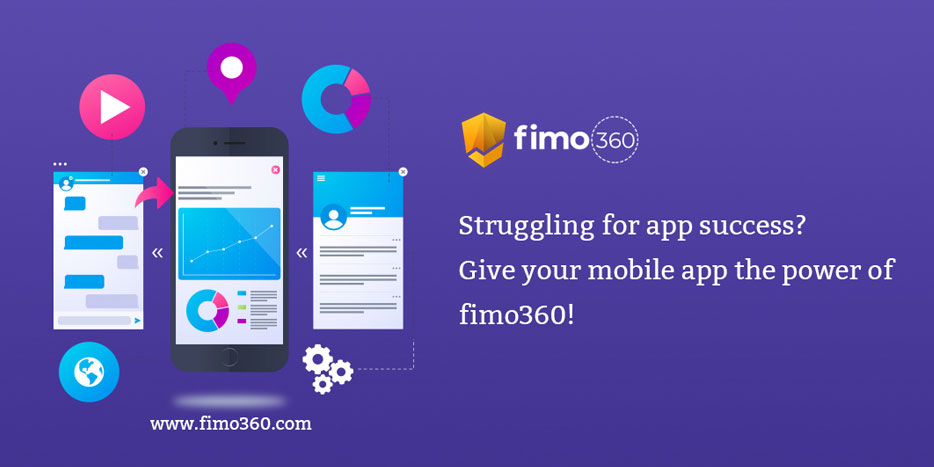 fimo360
Struggling for app success?
Give your mobile app the power of
fimo360!
www.fimo360.com